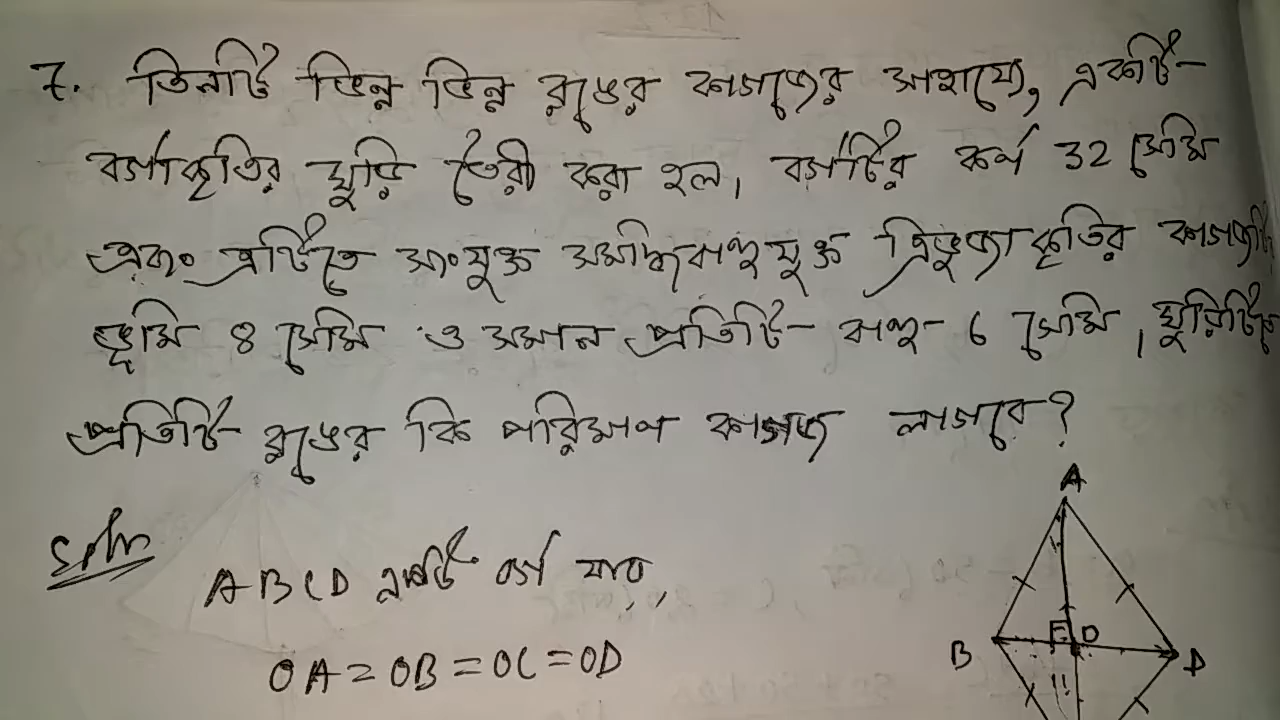 7. তিনটি ভিন্ন ভিন্ন রঙের কাগজের সাহায্যে, একটি
বর্গাকৃতির ঘুড়ি তৈরী করা হল। বর্গটির কর্ণ 32 সেমি
এবং প্রটিতে সংযুক্ত সমদ্বিবাহুযুক্ত ত্রিভুজাকৃতির কাগজটি
ভূমি 8 সেমি ও সমান প্রতিটি বাহু 6 সেমি। ঘুরিটিতে
প্রতিটি রঙের কি পরিমাণ কাগজ লাগবে?
Soln
ABCD একটি বর্গ যার,
OA = OB = OC = OD
A
B
E
O
D